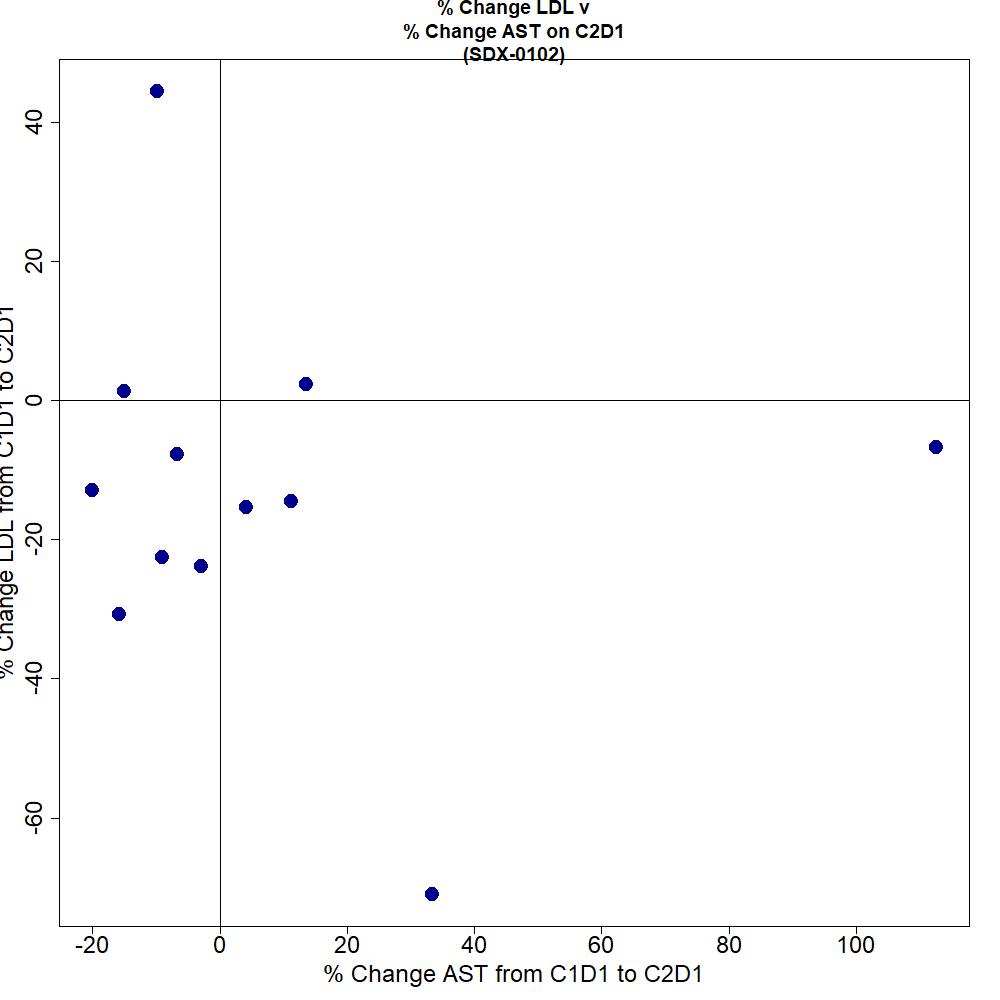 % Change LDL v
% Change AST on C2D1
(SDX-0102)
% Change LDL from C1D1 to C2D1
40
20
0
-20
-40
-60
-20 0 20 40 60 80 100
% Change AST from C1D1 to C2D1